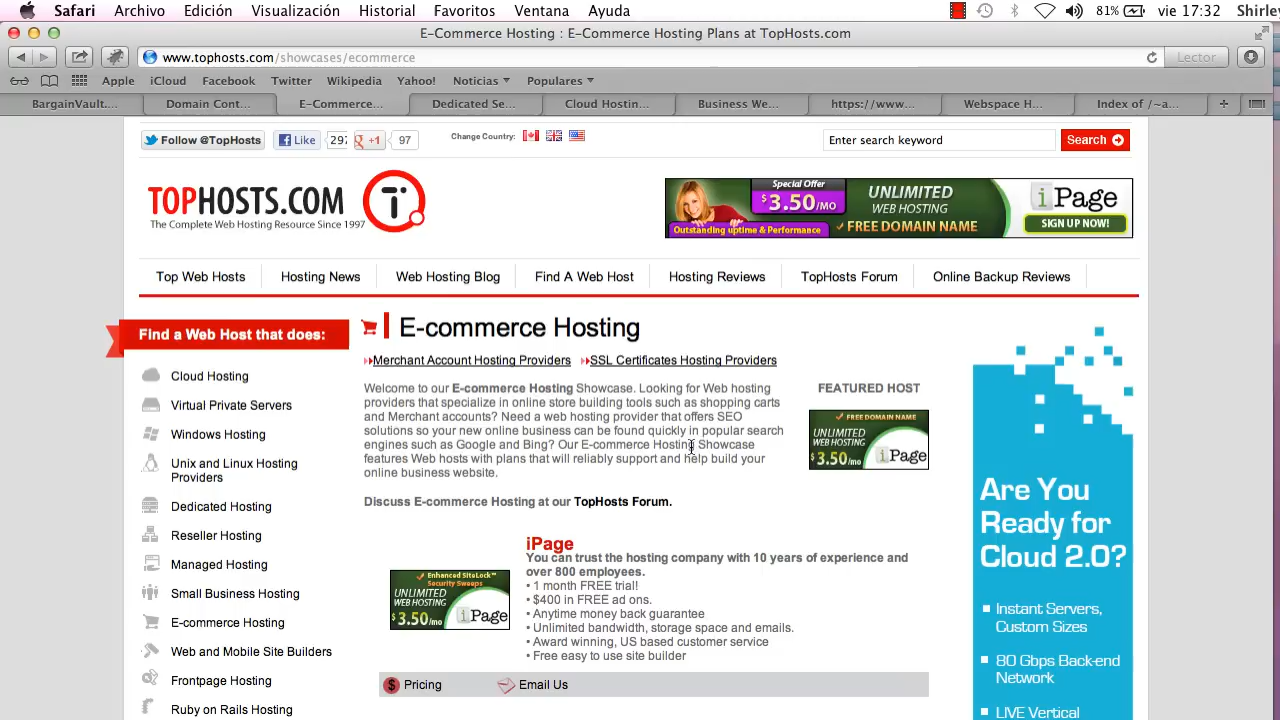 Safari Archivo Edición Visualización Historial Favoritos Ventana Ayuda 81% vie 17:32 Shirley
E-Commerce Hosting : E-Commerce Hosting Plans at TopHosts.com
www.tophosts.com/showcases/ecommerce Lector
Apple iCloud Facebook Twitter Wikipedia Yahoo! Noticias Populares
BargainVault.... Domain Cont... E-Commerce... Dedicated Se... Cloud Hostin... Business We... https://www... Webspace H... Index of /~a...
Follow @TopHosts Like 297 g +1 97 Change Country: Enter search keyword Search
TOPHOSTS.COM Ti
The Complete Web Hosting Resource Since 1997
Special Offer
$3.50/MO
Outstanding uptime & Performance
UNLIMITED
WEB HOSTING
✓ FREE DOMAIN NAME
iPage
SIGN UP NOW!
Top Web Hosts Hosting News Web Hosting Blog Find A Web Host Hosting Reviews TopHosts Forum Online Backup Reviews
Find a Web Host that does:
Cloud Hosting
Virtual Private Servers
Windows Hosting
Unix and Linux Hosting
Providers
Dedicated Hosting
Reseller Hosting
Managed Hosting
Small Business Hosting
E-commerce Hosting
Web and Mobile Site Builders
Frontpage Hosting
Ruby on Rails Hosting
E-commerce Hosting
Merchant Account Hosting Providers SSL Certificates Hosting Providers
Welcome to our E-commerce Hosting Showcase. Looking for Web hosting
providers that specialize in online store building tools such as shopping carts
and Merchant accounts? Need a web hosting provider that offers SEO
solutions so your new online business can be found quickly in popular search
engines such as Google and Bing? Our E-commerce Hosting Showcase
features Web hosts with plans that will reliably support and help build your
online business website.
Discuss E-commerce Hosting at our TopHosts Forum.
FEATURED HOST
✓ FREE DOMAIN NAME
UNLIMITED
WEB HOSTING
$3.50/MO iPage
iPage
You can trust the hosting company with 10 years of experience and
over 800 employees.
• 1 month FREE trial!
• $400 in FREE ad ons.
• Anytime money back guarantee
• Unlimited bandwidth, storage space and emails.
• Award winning, US based customer service
• Free easy to use site builder
✓ Enhanced SiteLock™
Security Sweeps
UNLIMITED
WEB HOSTING
$3.50/MO iPage
$ Pricing Email Us
Are You
Ready for
Cloud 2.0?
Instant Servers,
Custom Sizes
80 Gbps Back-end
Network
LIVE Vertical